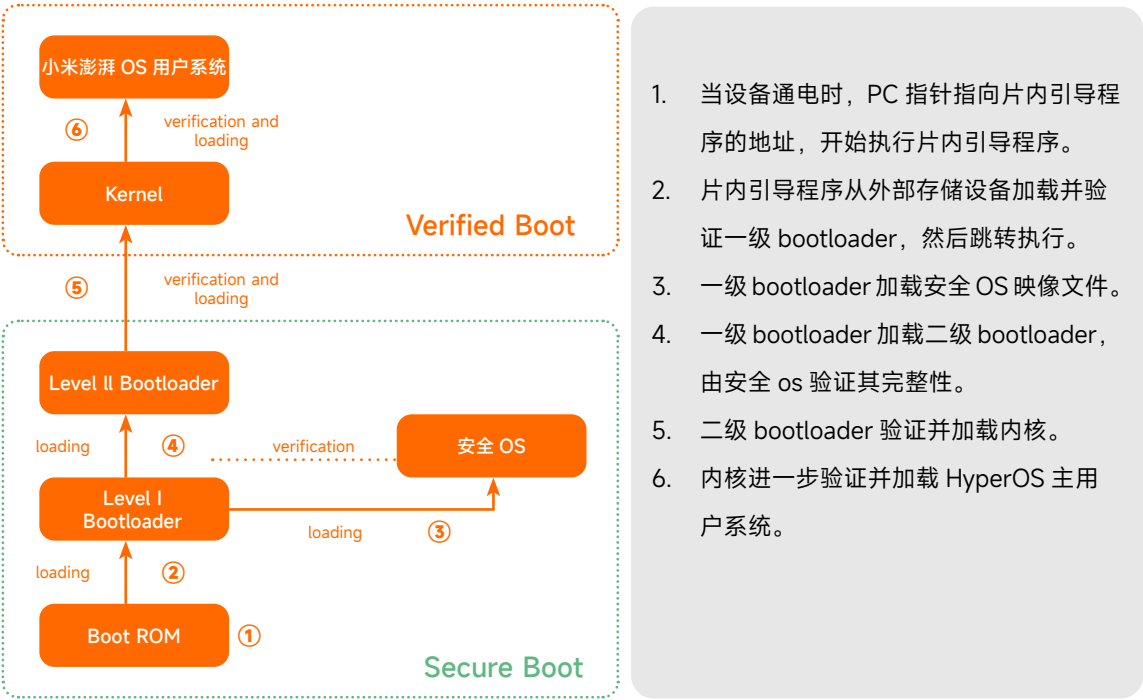 小米澎湃 OS 用户系统
⑥
verification and
loading
Kernel
Verified Boot
⑤
verification and
loading
Level ll Bootloader
loading
④
verification
安全 OS
Level I
Bootloader
loading
③
loading
②
Boot ROM
①
Secure Boot
1. 当设备通电时，PC 指针指向片内引导程
序的地址，开始执行片内引导程序。
2. 片内引导程序从外部存储设备加载并验
证一级 bootloader，然后跳转执行。
3. 一级 bootloader 加载安全 OS 映像文件。
4. 一级 bootloader 加载二级 bootloader，
由安全 os 验证其完整性。
5. 二级 bootloader 验证并加载内核。
6. 内核进一步验证并加载 HyperOS 主用
户系统。